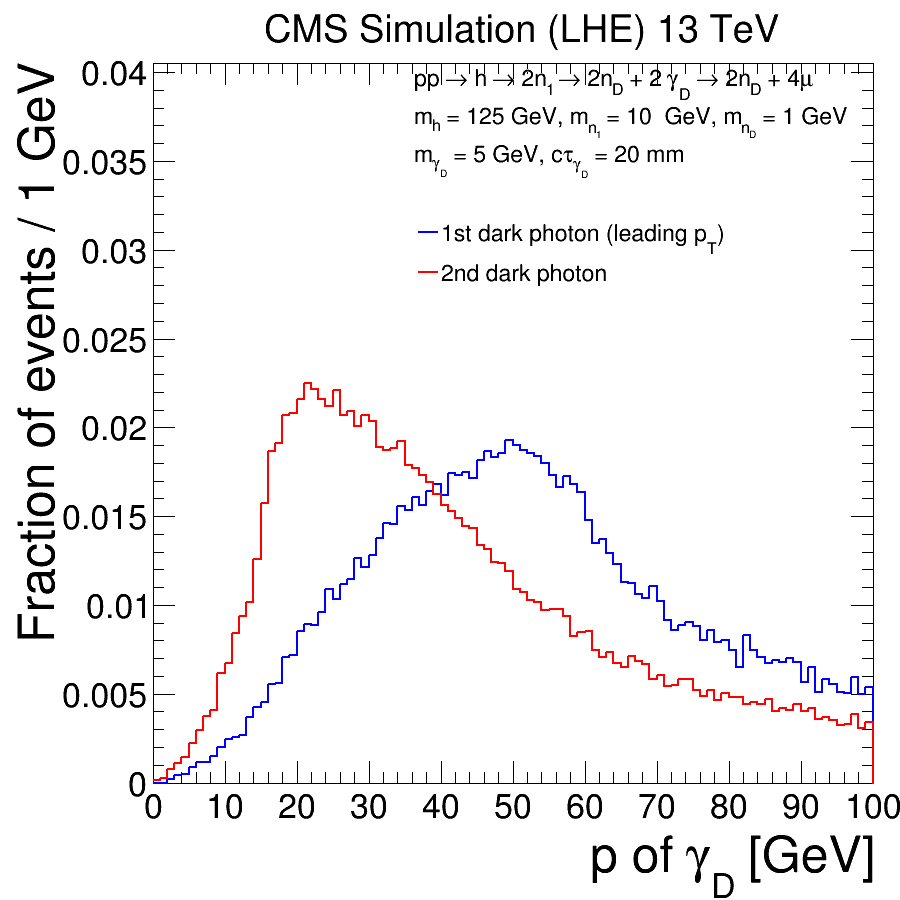 CMS Simulation (LHE) 13 TeV
pp → h → 2n₁ → 2n_D + 2 γ_D → 2n_D + 4μ
m_h = 125 GeV, m_n₁ = 10 GeV, m_n_D = 1 GeV
m_γ_D = 5 GeV, cτ_γ_D = 20 mm
1st dark photon (leading p_T)
2nd dark photon
Fraction of events / 1 GeV
0.04
0.035
0.03
0.025
0.02
0.015
0.01
0.005
0
0 10 20 30 40 50 60 70 80 90 100
p of γ_D [GeV]